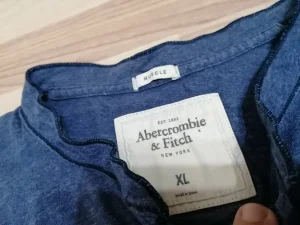 MUSCLE
EST. 1892
Abercrombie
& Fitch
NEW YORK
XL